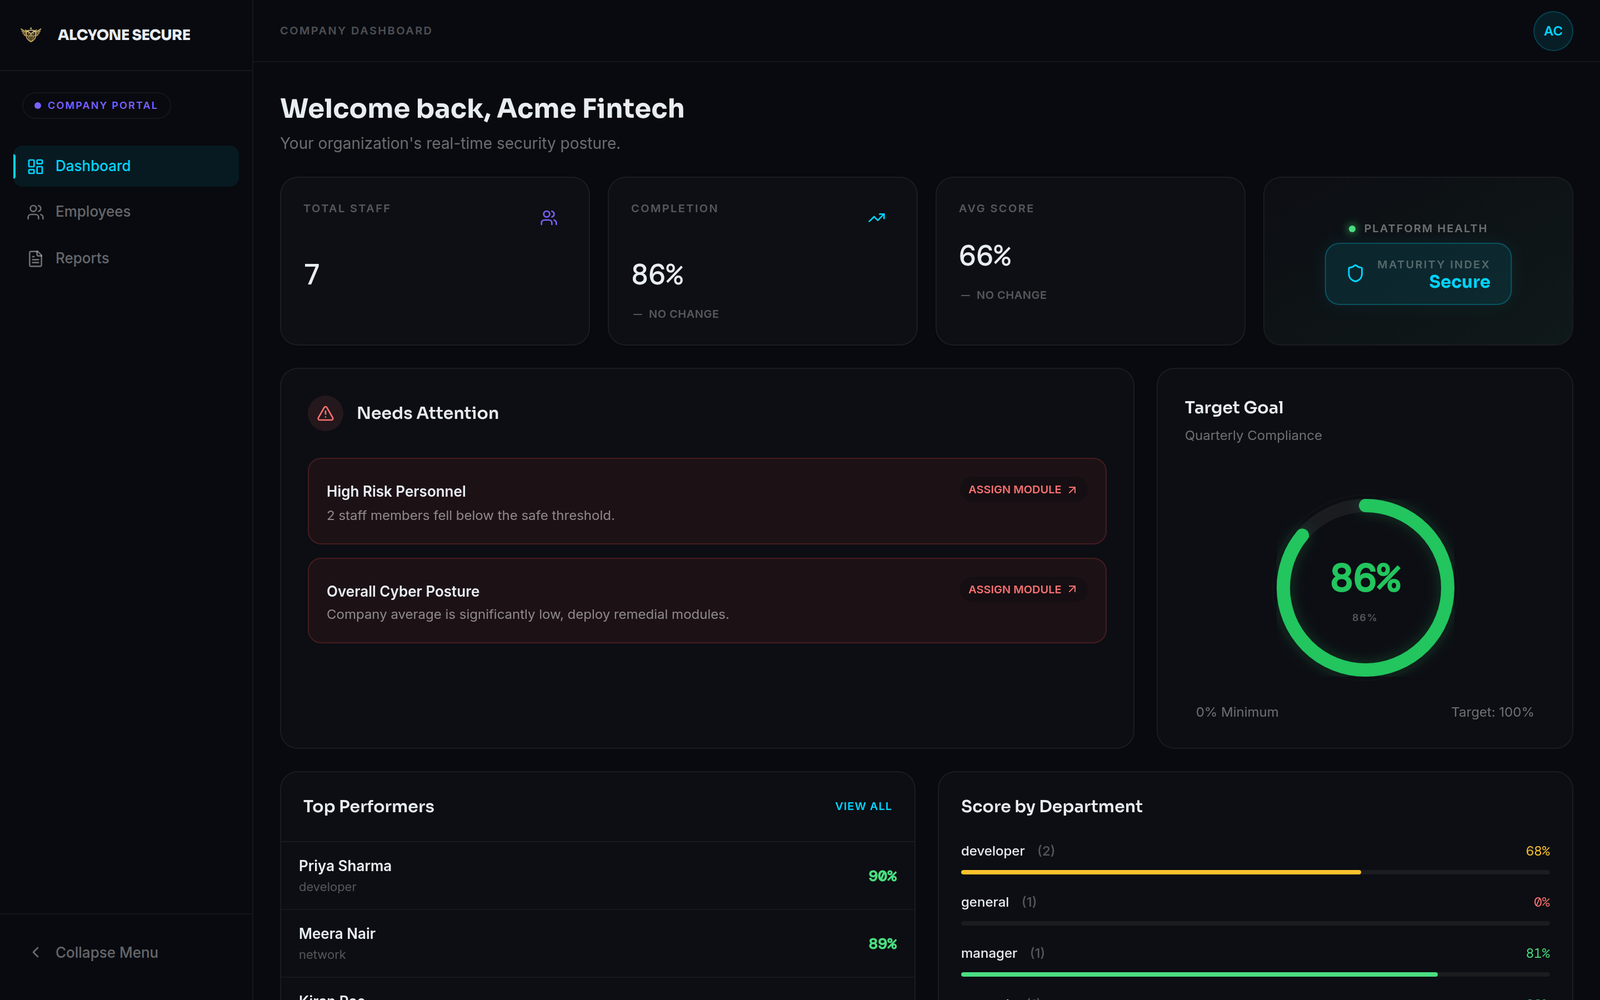 ALCYONE SECURE
COMPANY PORTAL
Dashboard
Employees
Reports
Collapse Menu
COMPANY DASHBOARD
AC
Welcome back, Acme Fintech
Your organization's real-time security posture.
TOTAL STAFF
7
COMPLETION
86%
— NO CHANGE
AVG SCORE
66%
— NO CHANGE
PLATFORM HEALTH
MATURITY INDEX
Secure
Needs Attention
High Risk Personnel
2 staff members fell below the safe threshold.
ASSIGN MODULE
Overall Cyber Posture
Company average is significantly low, deploy remedial modules.
ASSIGN MODULE
Target Goal
Quarterly Compliance
86%
86%
0% Minimum
Target: 100%
Top Performers
VIEW ALL
Priya Sharma
developer
90%
Meera Nair
network
89%
Score by Department
developer (2)
68%
general (1)
0%
manager (1)
81%